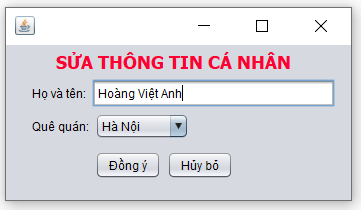 SỬA THÔNG TIN CÁ NHÂN
Họ và tên: Hoàng Việt Anh
Quê quán: Hà Nội
Đồng ý Hủy bỏ